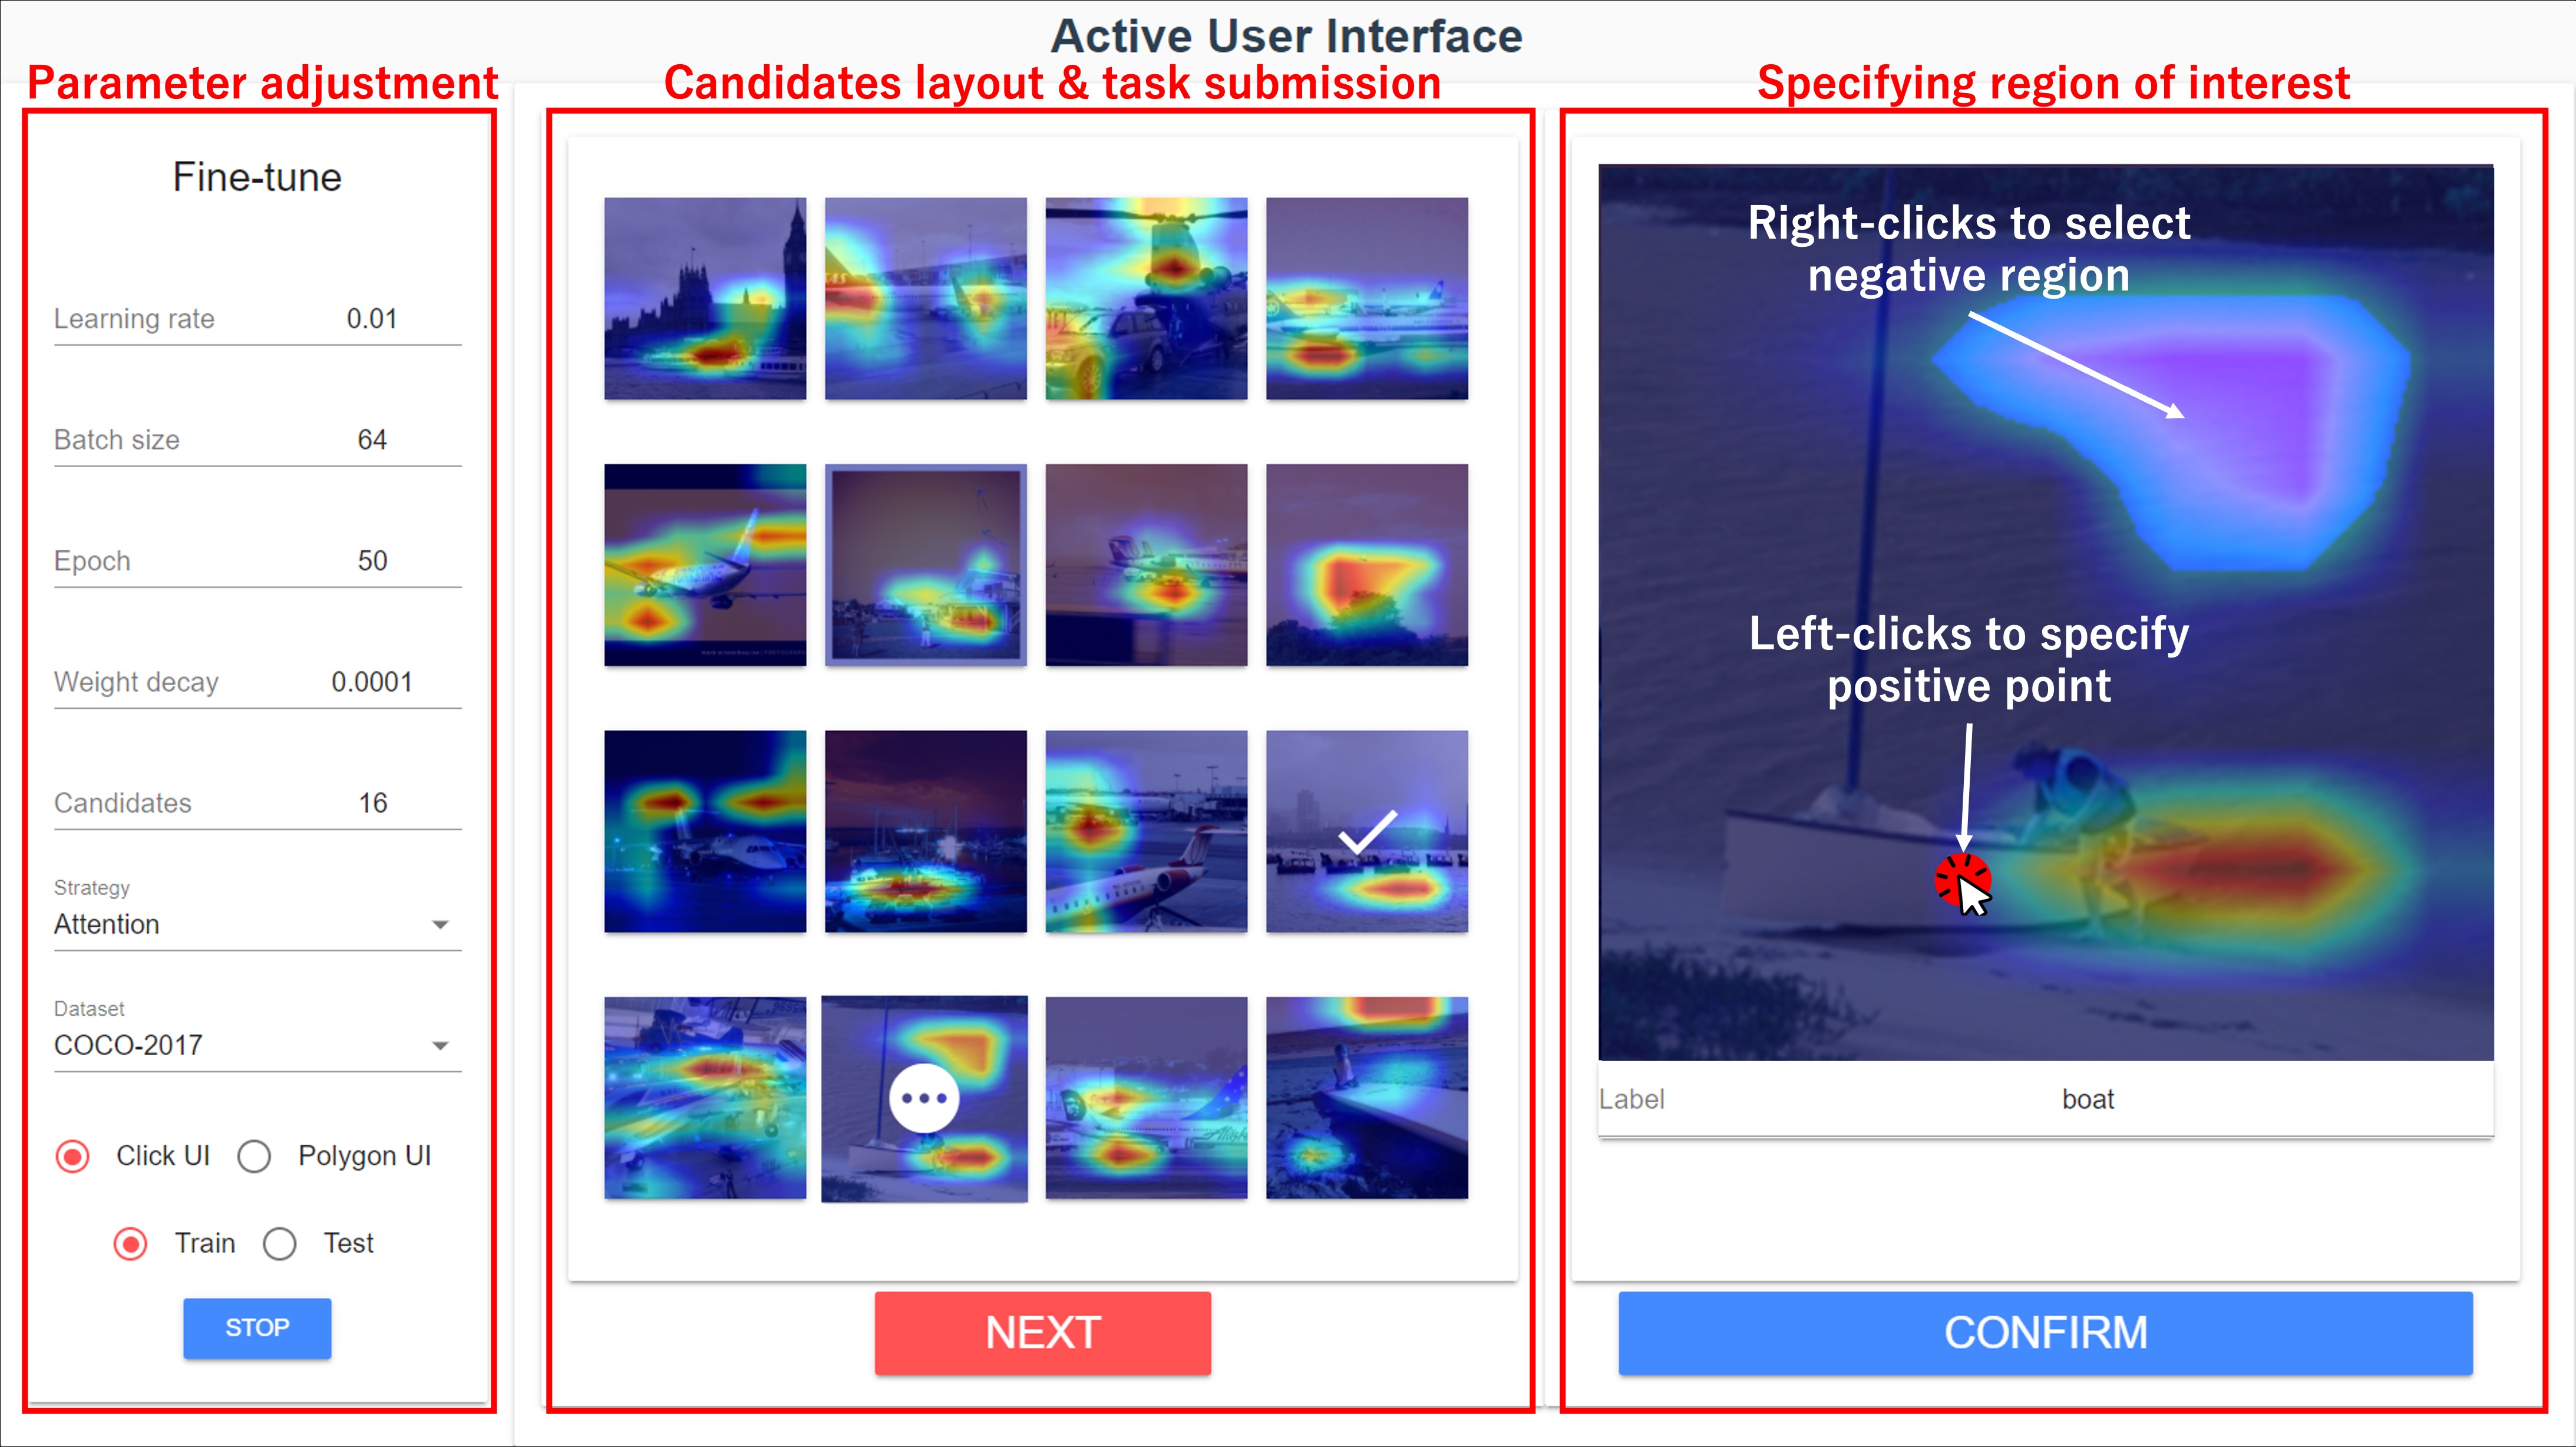 Active User Interface
Parameter adjustment
Candidates layout & task submission
Specifying region of interest
Fine-tune
Learning rate 0.01
Batch size 64
Epoch 50
Weight decay 0.0001
Candidates 16
Strategy
Attention
Dataset
COCO-2017
Click UI Polygon UI
Train Test
STOP
NEXT
Right-clicks to select
negative region
Left-clicks to specify
positive point
Label boat
CONFIRM